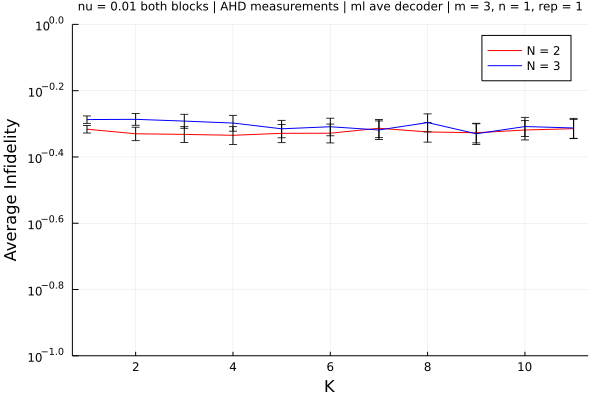 nu = 0.01 both blocks | AHD measurements | ml ave decoder | m = 3, n = 1, rep = 1
10^0.0
N = 2
N = 3
10^−0.2
10^−0.4
10^−0.6
10^−0.8
10^−1.0
Average Infidelity
2 4 6 8 10
K